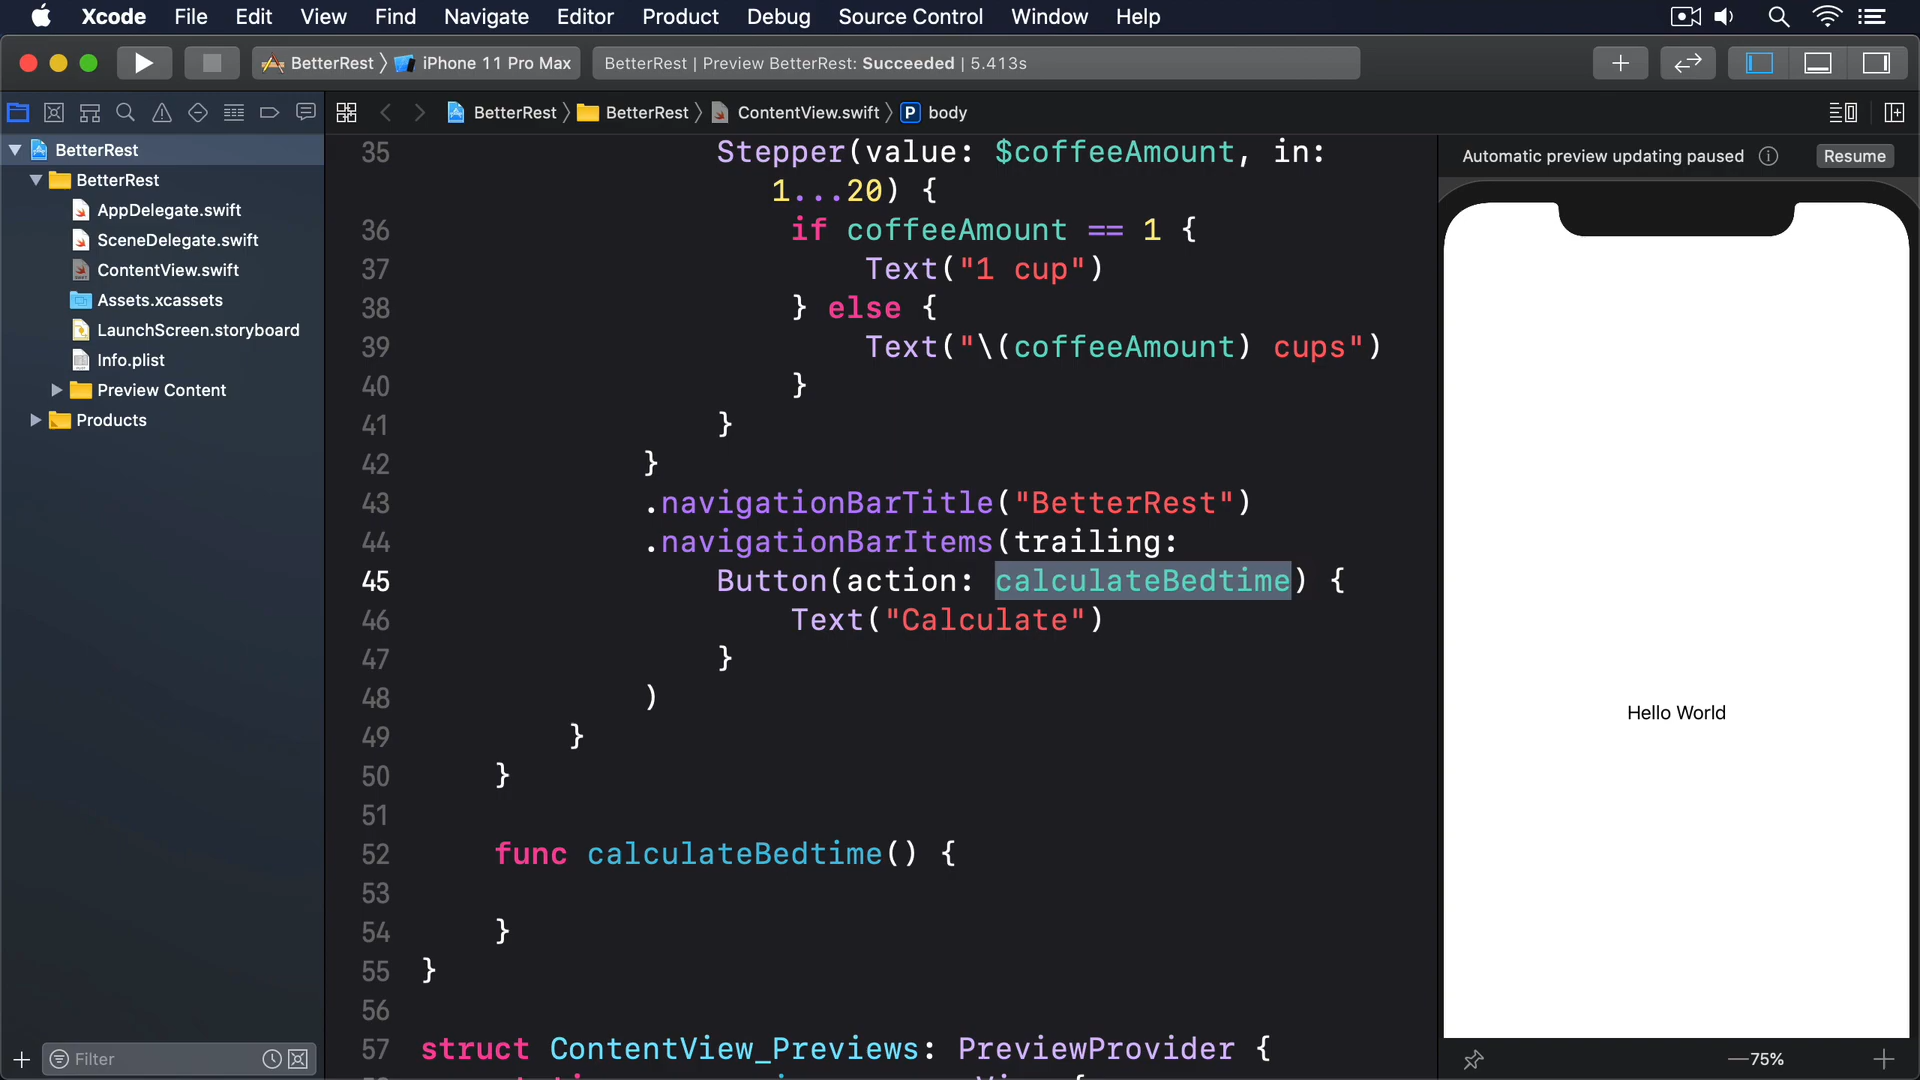 Xcode File Edit View Find Navigate Editor Product Debug Source Control Window Help
BetterRest iPhone 11 Pro Max BetterRest | Preview BetterRest: Succeeded | 5.413s
BetterRest BetterRest ContentView.swift P body
BetterRest
BetterRest
AppDelegate.swift
SceneDelegate.swift
ContentView.swift
Assets.xcassets
LaunchScreen.storyboard
Info.plist
Preview Content
Products
Filter
35 Stepper(value: $coffeeAmount, in:
1...20) {
36 if coffeeAmount == 1 {
37 Text("1 cup")
38 } else {
39 Text("\(coffeeAmount) cups")
40 }
41 }
42 }
43 .navigationBarTitle("BetterRest")
44 .navigationBarItems(trailing:
45 Button(action: calculateBedtime) {
46 Text("Calculate")
47 }
48 )
49 }
50 }
51
52 func calculateBedtime() {
53
54 }
55 }
56
57 struct ContentView_Previews: PreviewProvider {
Automatic preview updating paused Resume
Hello World
75%